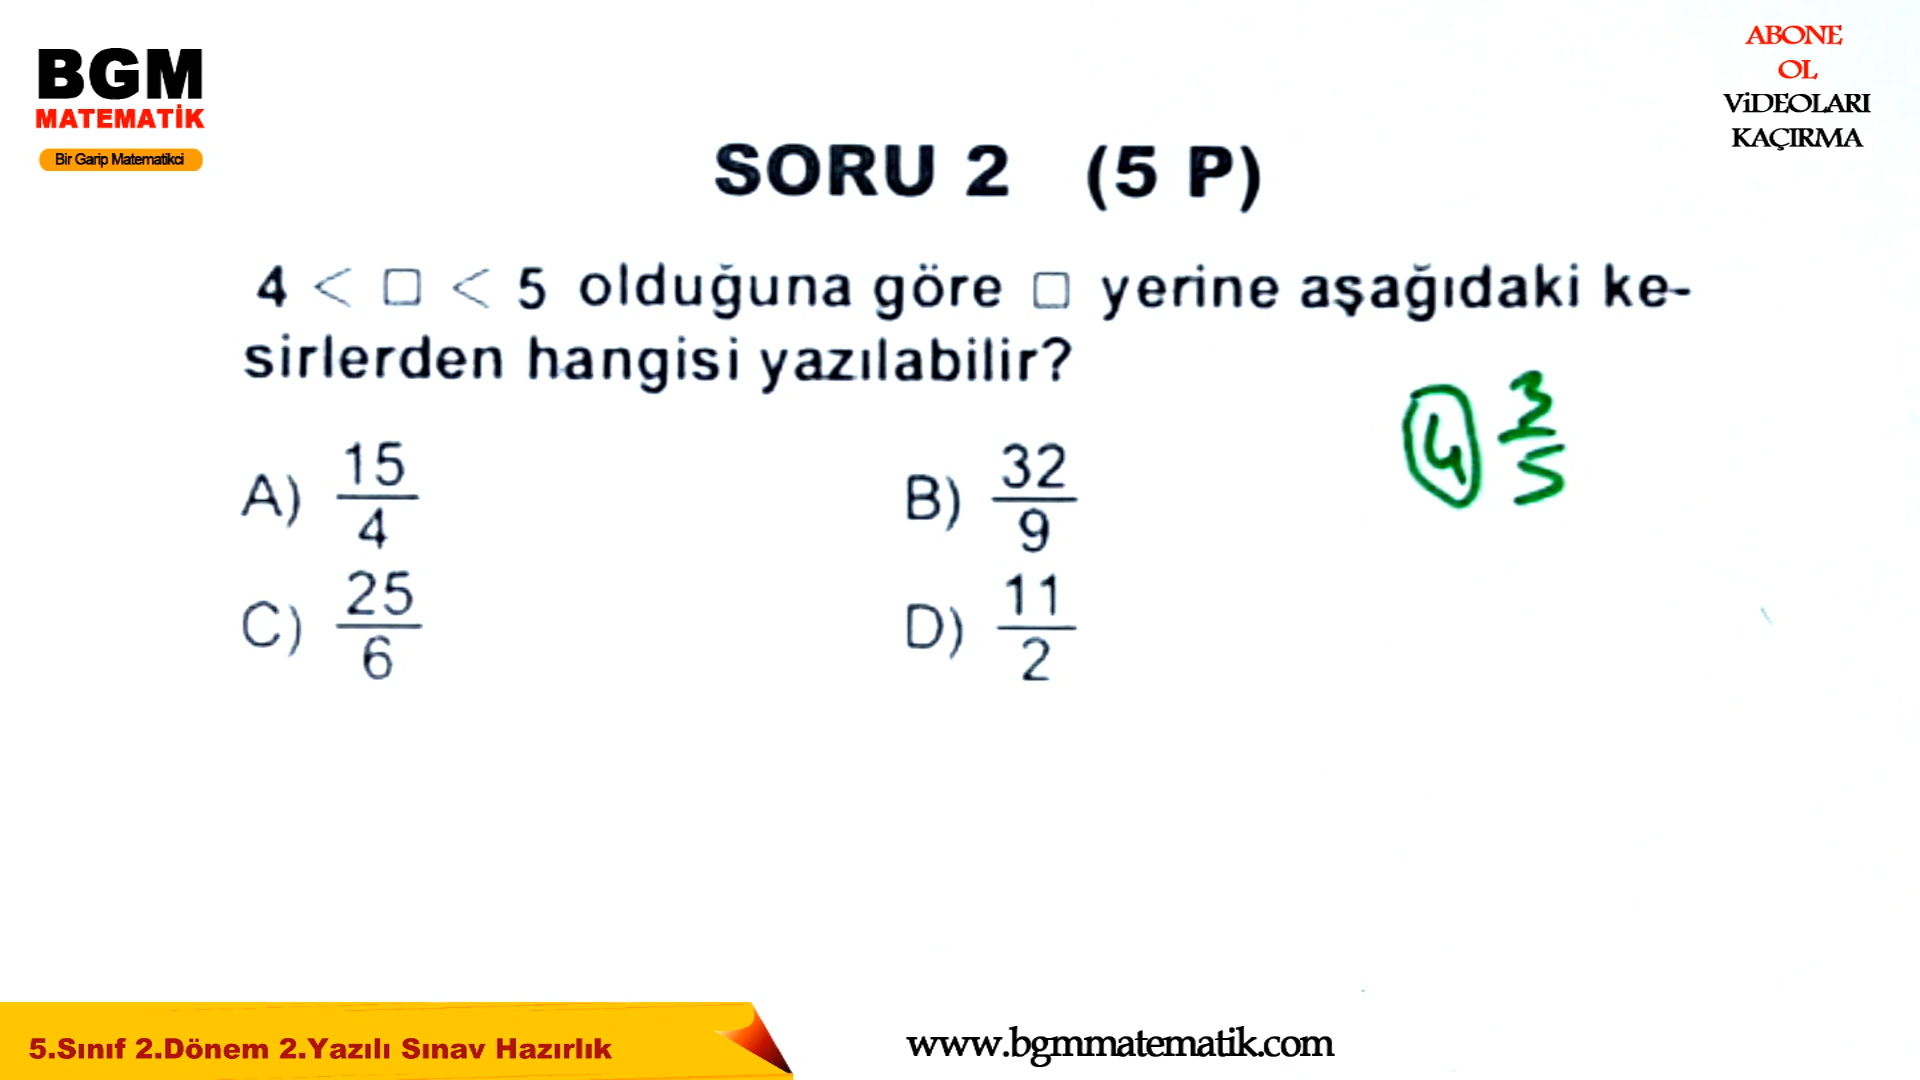 BGM
MATEMATİK
Bir Garip Matematikci
ABONE
OL
ViDEOLARI
KAÇIRMA
SORU 2 (5 P)
4 < □ < 5 olduğuna göre □ yerine aşağıdaki ke-
sirlerden hangisi yazılabilir?
4 3/5
A) 15/4
B) 32/9
C) 25/6
D) 11/2
5.Sınıf 2.Dönem 2.Yazılı Sınav Hazırlık
www.bgmmatematik.com